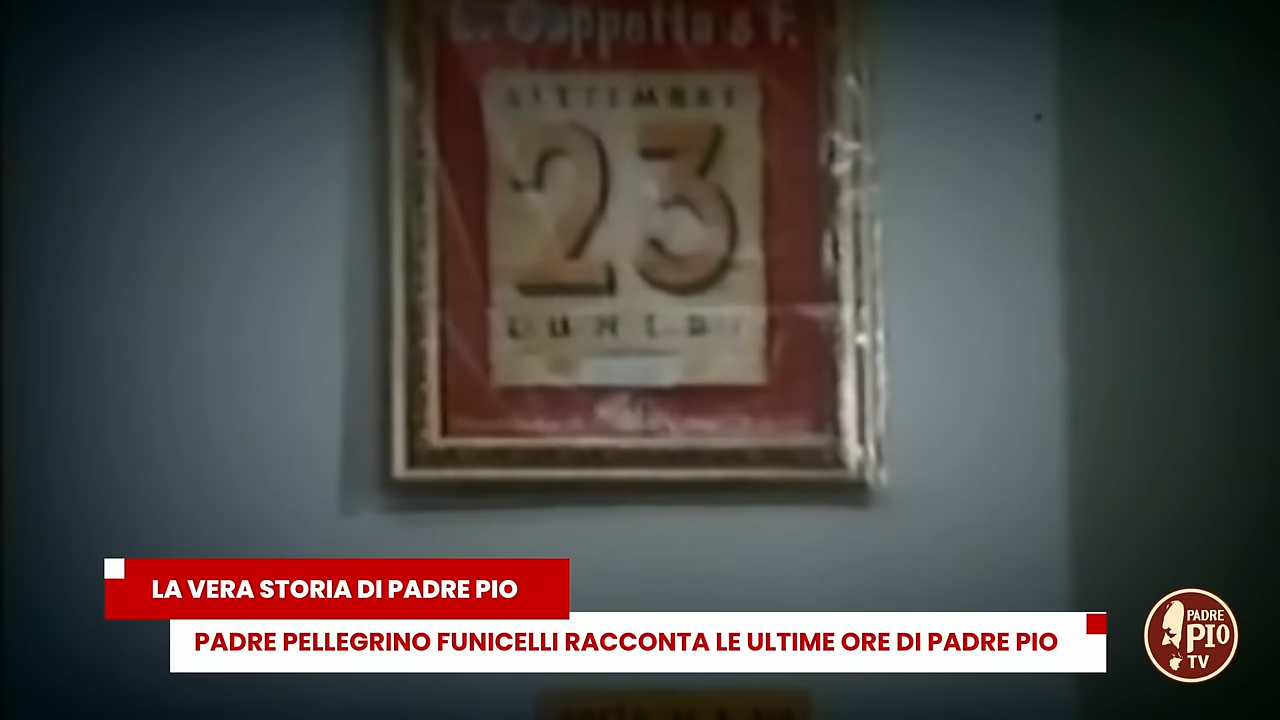 SETTEMBRE
23
LUNEDI
LA VERA STORIA DI PADRE PIO
PADRE PELLEGRINO FUNICELLI RACCONTA LE ULTIME ORE DI PADRE PIO
PADRE
PIO
TV